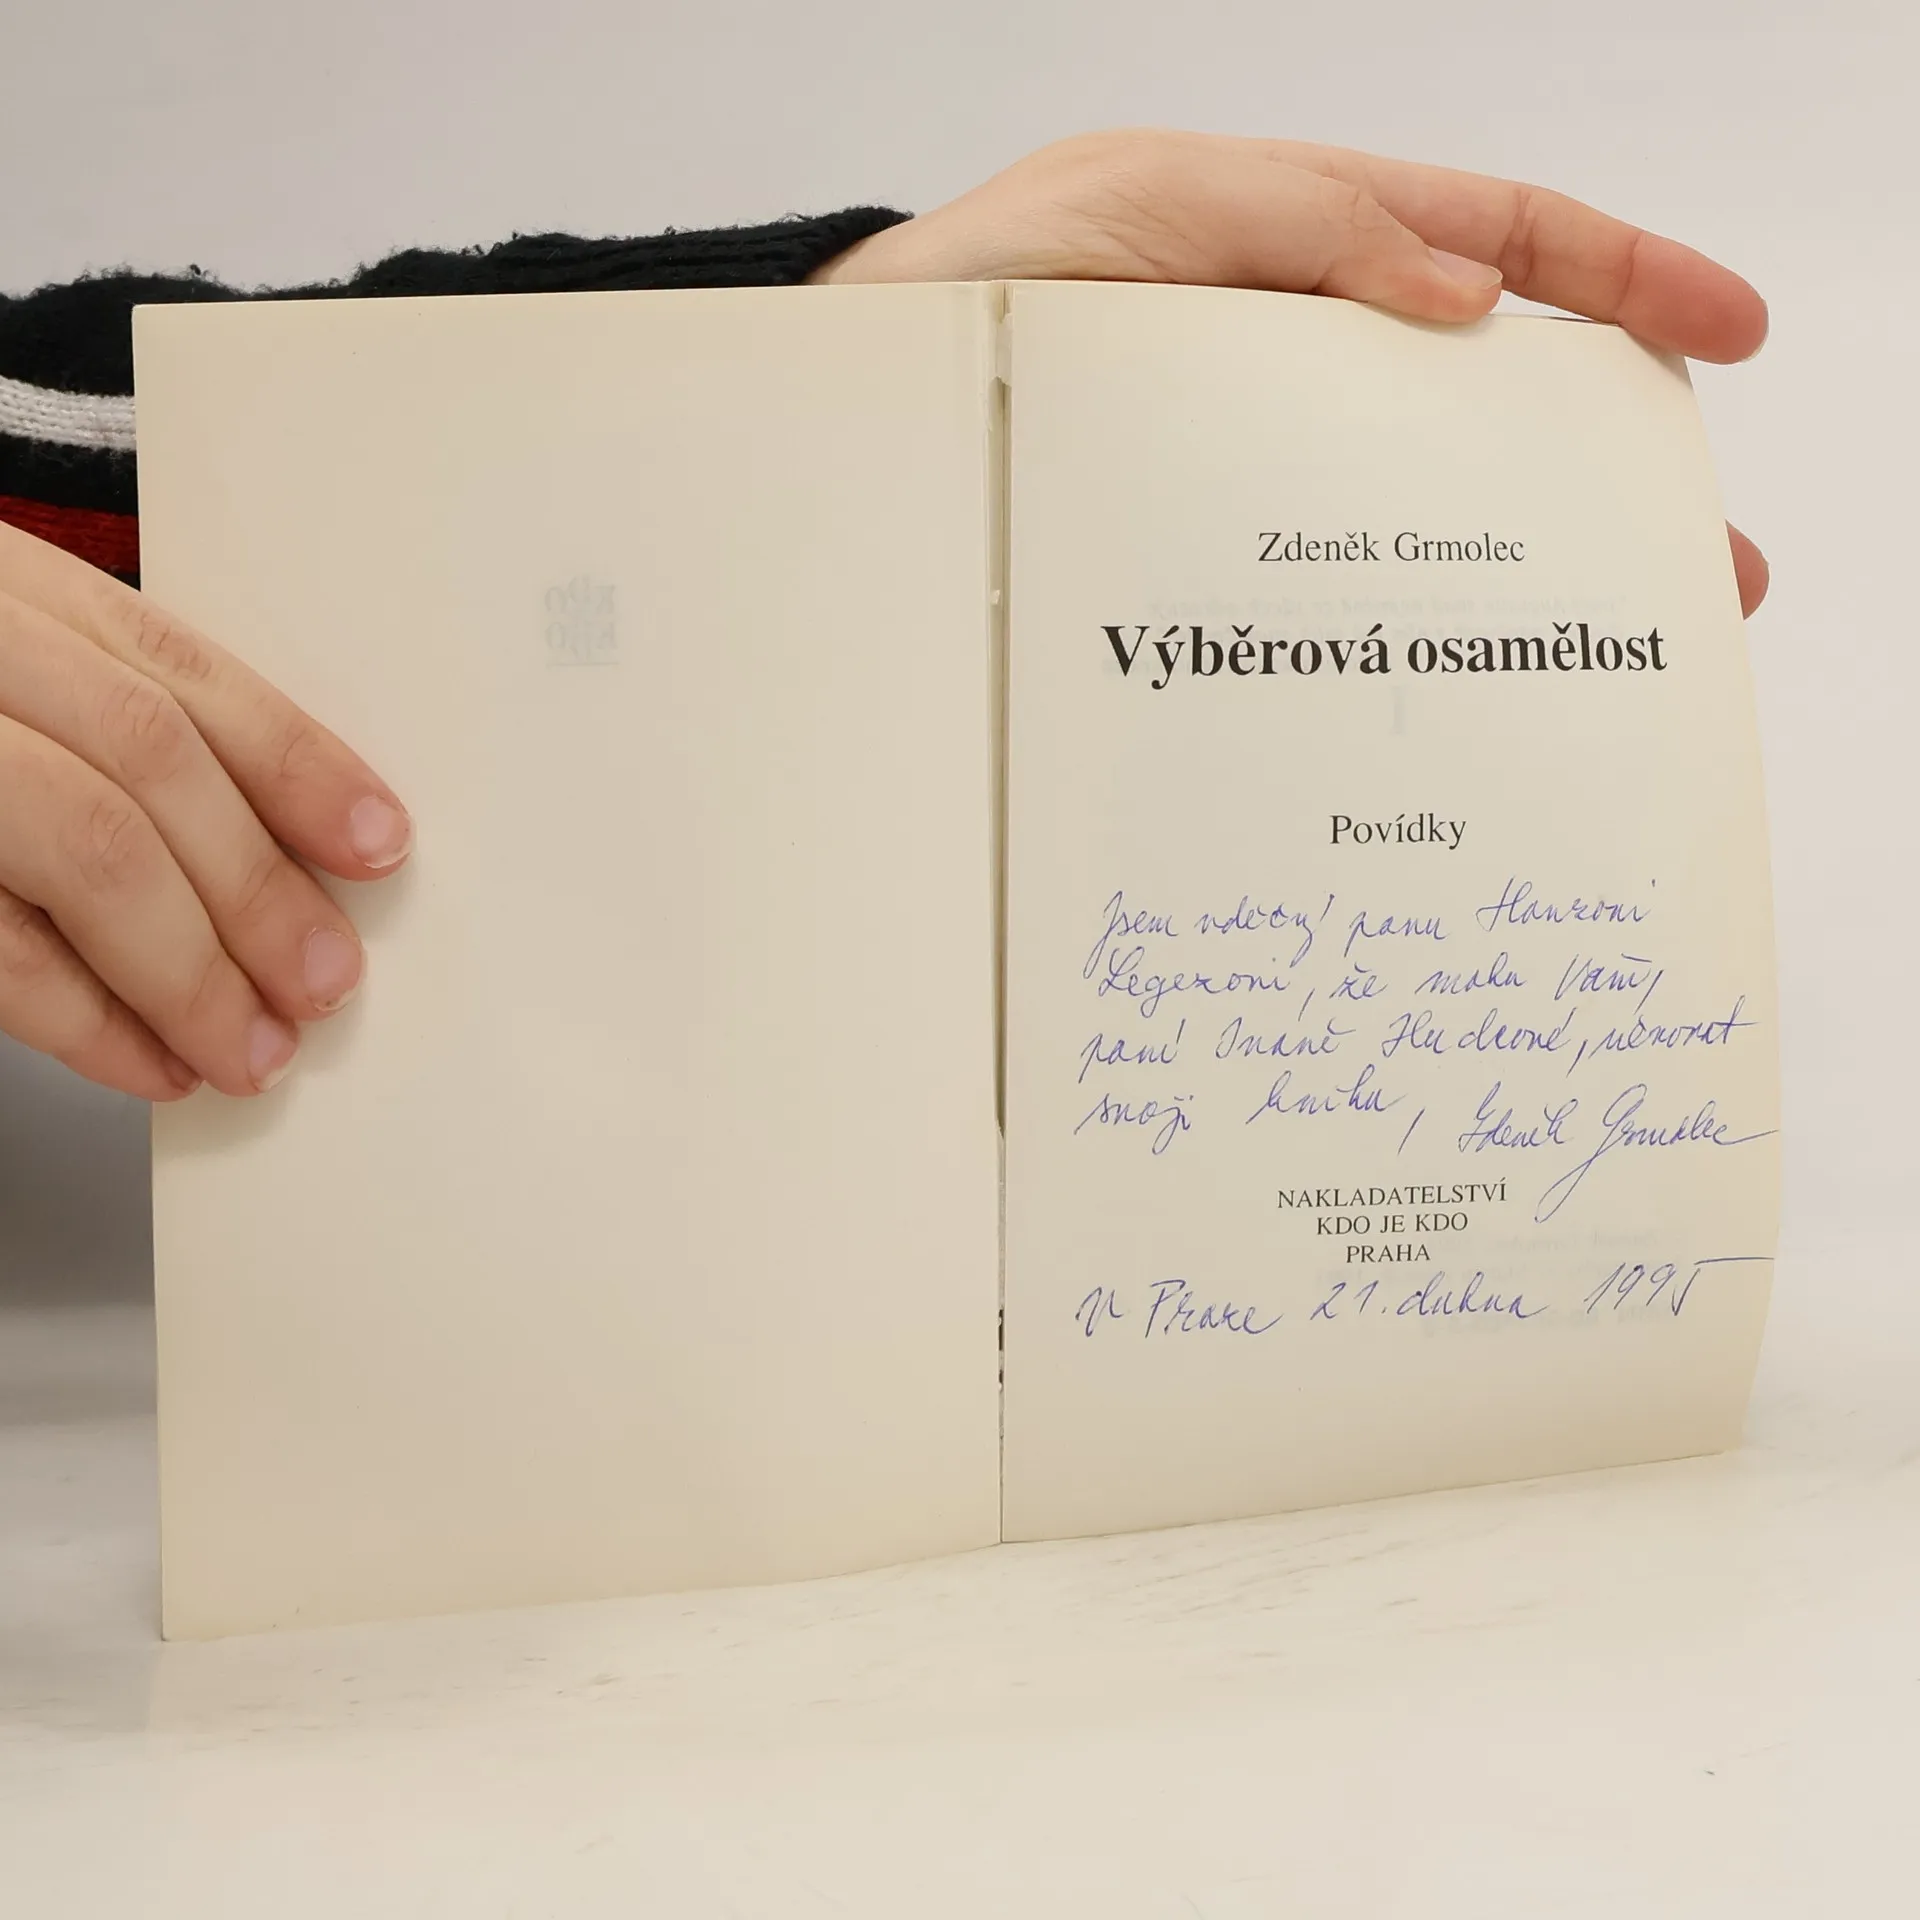 Zdeněk Grmolec
Výběrová osamělost
Povídky
Jsem vděčný panu Honzovi
Legezovi, že mohu Vám,
paní Ivaně Hudcové, věnovat
svoji knihu, Zdeněk Grmolec
NAKLADATELSTVÍ
KDO JE KDO
PRAHA
V Praze 21. dubna 1995